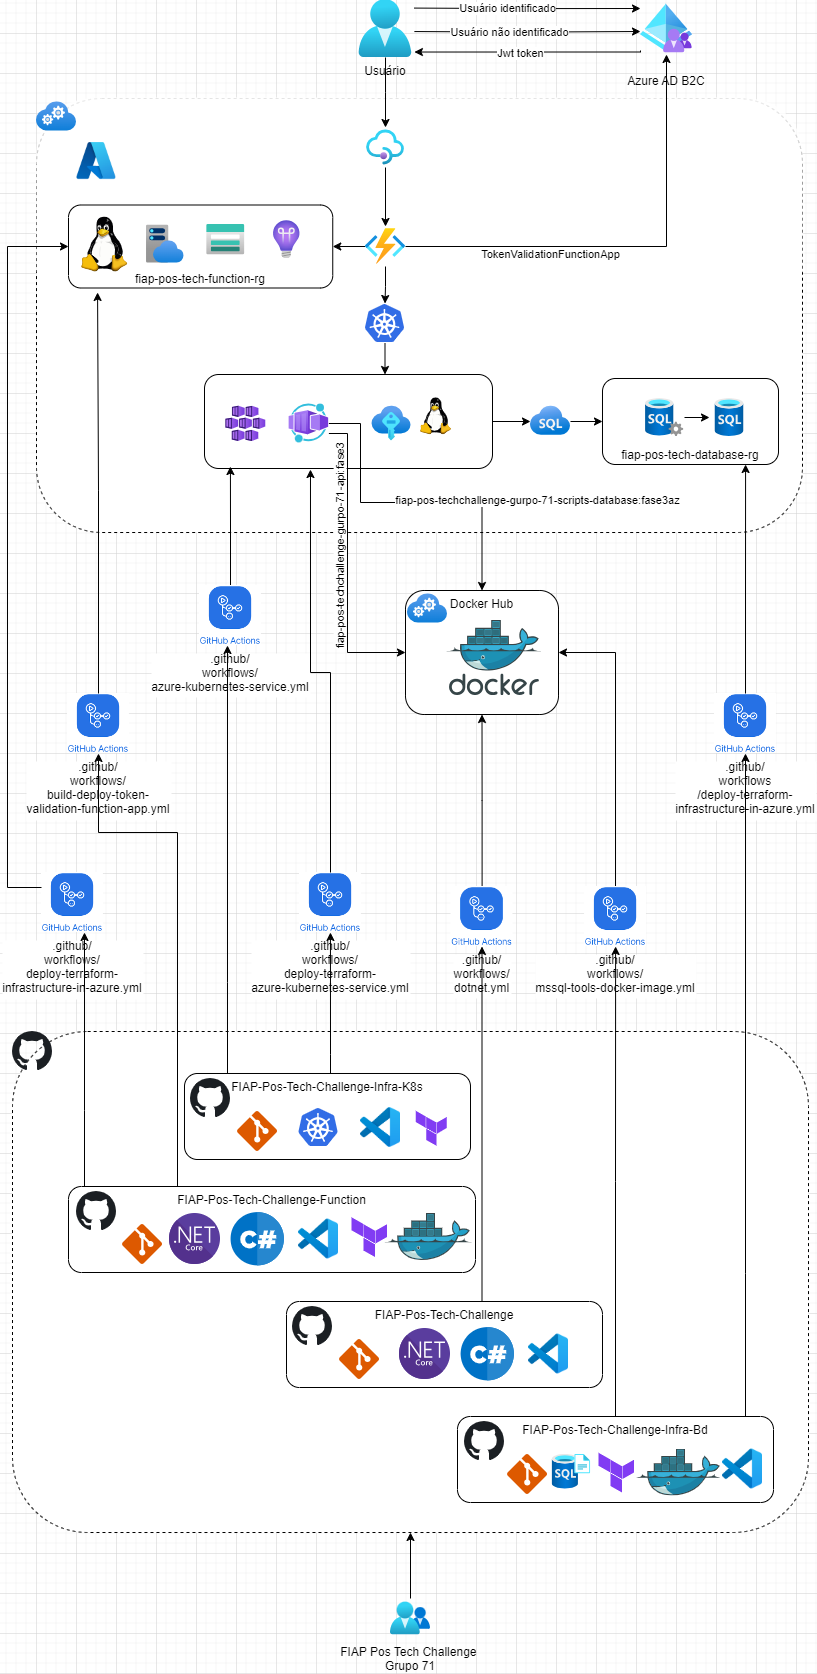 Usuário identificado
Usuário não identificado
Jwt token
Usuário
Azure AD B2C
TokenValidationFunctionApp
fiap-pos-tech-function-rg
SQL
SQL
SQL
fiap-pos-tech-database-rg
fiap-pos-techchallenge-gurpo-71-api:fase3
fiap-pos-techchallenge-gurpo-71-scripts-database:fase3az
Docker Hub
docker
GitHub Actions
.github/
workflows/
azure-kubernetes-service.yml
GitHub Actions
.github/
workflows/
build-deploy-token-
validation-function-app.yml
GitHub Actions
.github/
workflows
/deploy-terraform-
infrastructure-in-azure.yml
GitHub Actions
.github/
workflows/
deploy-terraform-
infrastructure-in-azure.yml
GitHub Actions
.github/
workflows/
deploy-terraform-
azure-kubernetes-service.yml
GitHub Actions
.github/
workflows/
dotnet.yml
GitHub Actions
.github/
workflows/
mssql-tools-docker-image.yml
FIAP-Pos-Tech-Challenge-Infra-K8s
FIAP-Pos-Tech-Challenge-Function
.NET
Core
C#
FIAP-Pos-Tech-Challenge
.NET
Core
C#
FIAP-Pos-Tech-Challenge-Infra-Bd
SQL
FIAP Pos Tech Challenge
Grupo 71